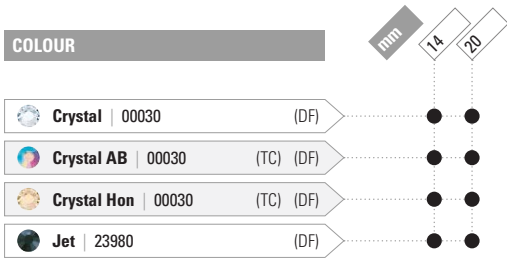 COLOUR mm 14 20
Crystal | 00030 (DF)
Crystal AB | 00030 (TC) (DF)
Crystal Hon | 00030 (TC) (DF)
Jet | 23980 (DF)